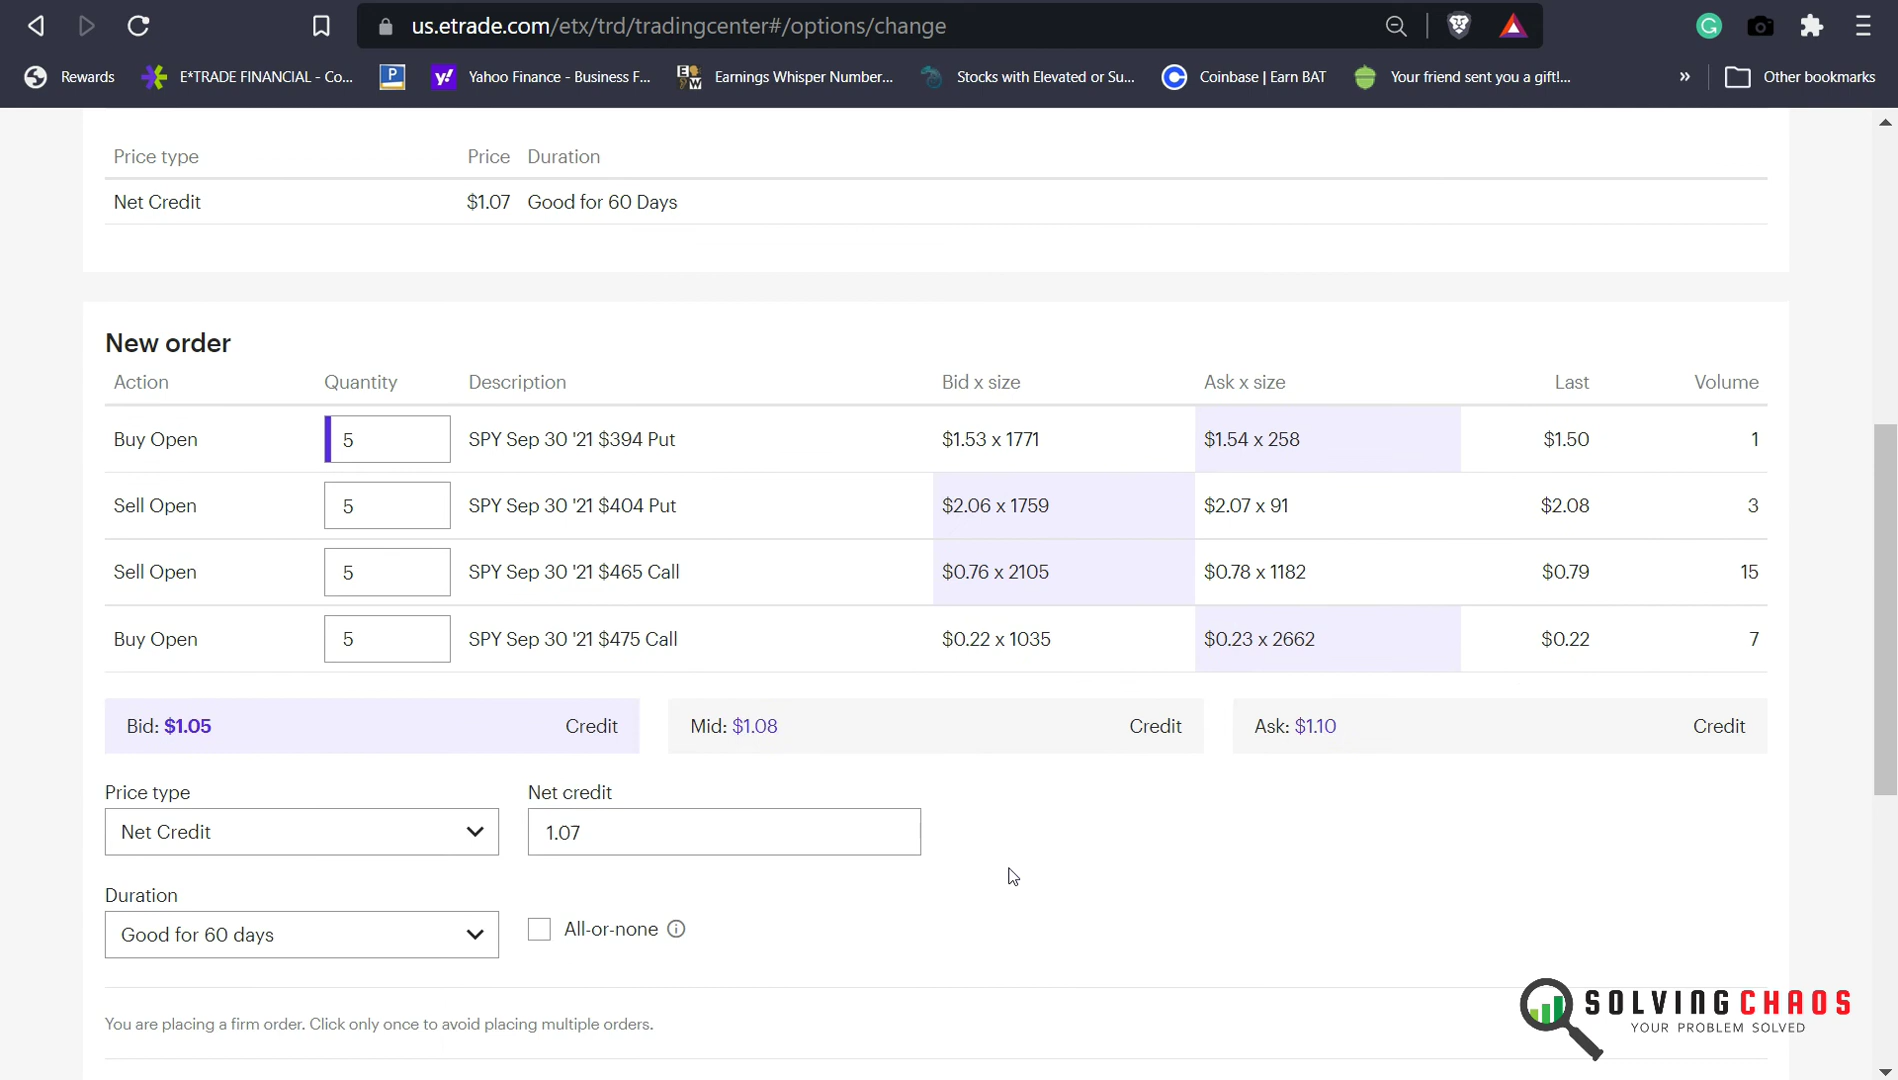 us.etrade.com/etx/trd/tradingcenter#/options/change
Rewards E*TRADE FINANCIAL - Co... Yahoo Finance - Business F... Earnings Whisper Number... Stocks with Elevated or Su... Coinbase | Earn BAT Your friend sent you a gift!... » Other bookmarks
Price type Price Duration
Net Credit $1.07 Good for 60 Days
New order
Action Quantity Description Bid x size Ask x size Last Volume
Buy Open 5 SPY Sep 30 '21 $394 Put $1.53 x 1771 $1.54 x 258 $1.50 1
Sell Open 5 SPY Sep 30 '21 $404 Put $2.06 x 1759 $2.07 x 91 $2.08 3
Sell Open 5 SPY Sep 30 '21 $465 Call $0.76 x 2105 $0.78 x 1182 $0.79 15
Buy Open 5 SPY Sep 30 '21 $475 Call $0.22 x 1035 $0.23 x 2662 $0.22 7
Bid: $1.05 Credit Mid: $1.08 Credit Ask: $1.10 Credit
Price type Net credit
Net Credit 1.07
Duration
Good for 60 days All-or-none
SOLVINGCHAOS
YOUR PROBLEM SOLVED
You are placing a firm order. Click only once to avoid placing multiple orders.